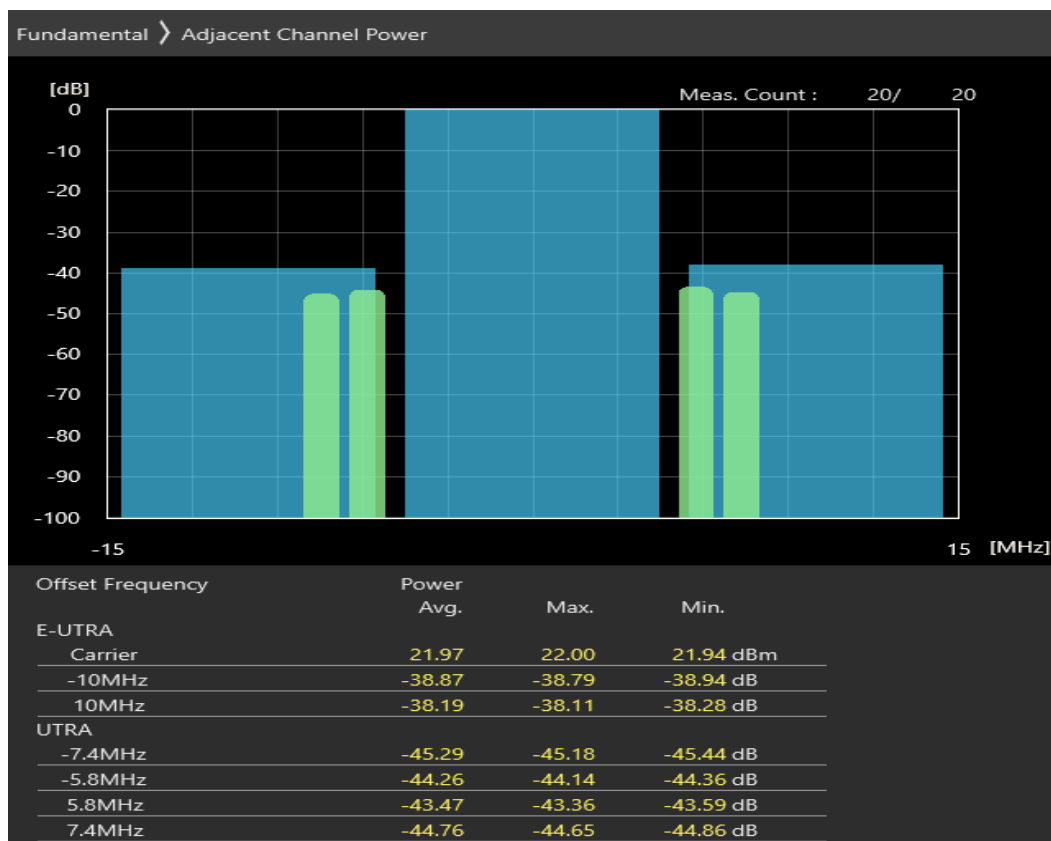 Fundamental 〉 Adjacent Channel Power
[dB]
Meas. Count : 20/ 20
0
-10
-20
-30
-40
-50
-60
-70
-80
-90
-100
-15 15 [MHz]
Offset Frequency Power
Avg. Max. Min.
E-UTRA
Carrier 21.97 22.00 21.94 dBm
-10MHz -38.87 -38.79 -38.94 dB
10MHz -38.19 -38.11 -38.28 dB
UTRA
-7.4MHz -45.29 -45.18 -45.44 dB
-5.8MHz -44.26 -44.14 -44.36 dB
5.8MHz -43.47 -43.36 -43.59 dB
7.4MHz -44.76 -44.65 -44.86 dB